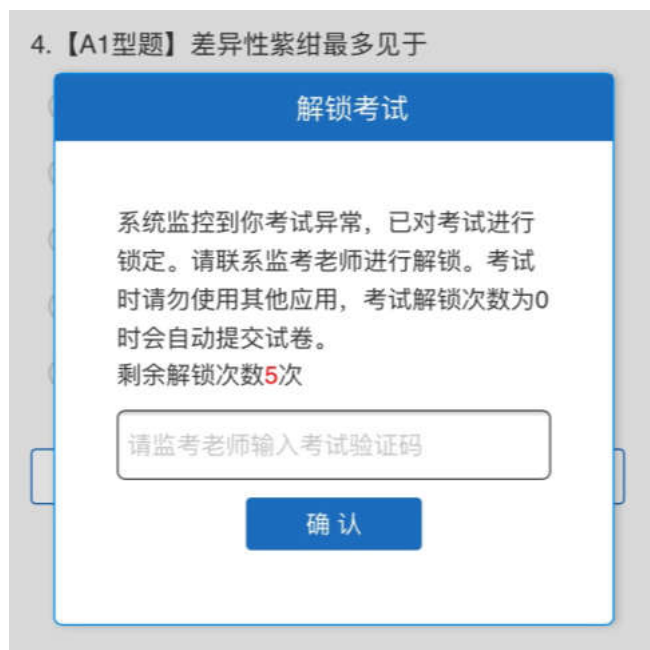 4.【A1型题】差异性紫绀最多见于
解锁考试
系统监控到你考试异常，已对考试进行
锁定。请联系监考老师进行解锁。考试
时请勿使用其他应用，考试解锁次数为0
时会自动提交试卷。
剩余解锁次数5次
请监考老师输入考试验证码
确 认